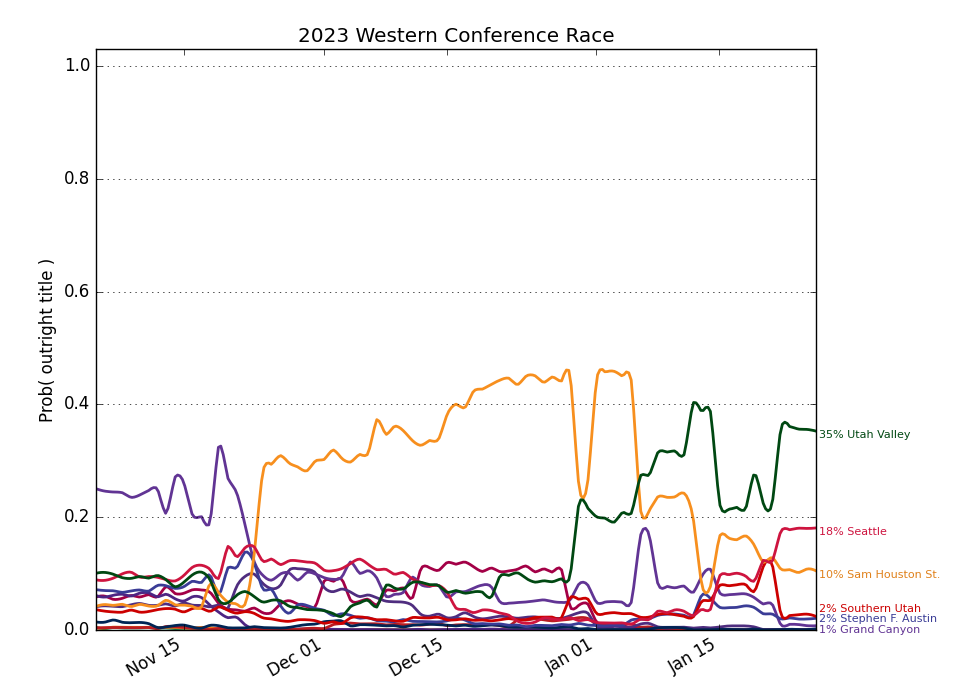 2023 Western Conference Race
Prob( outright title )
1.0
0.8
0.6
0.4
0.2
0.0
Nov 15
Dec 01
Dec 15
Jan 01
Jan 15
35% Utah Valley
18% Seattle
10% Sam Houston St.
2% Southern Utah
2% Stephen F. Austin
1% Grand Canyon